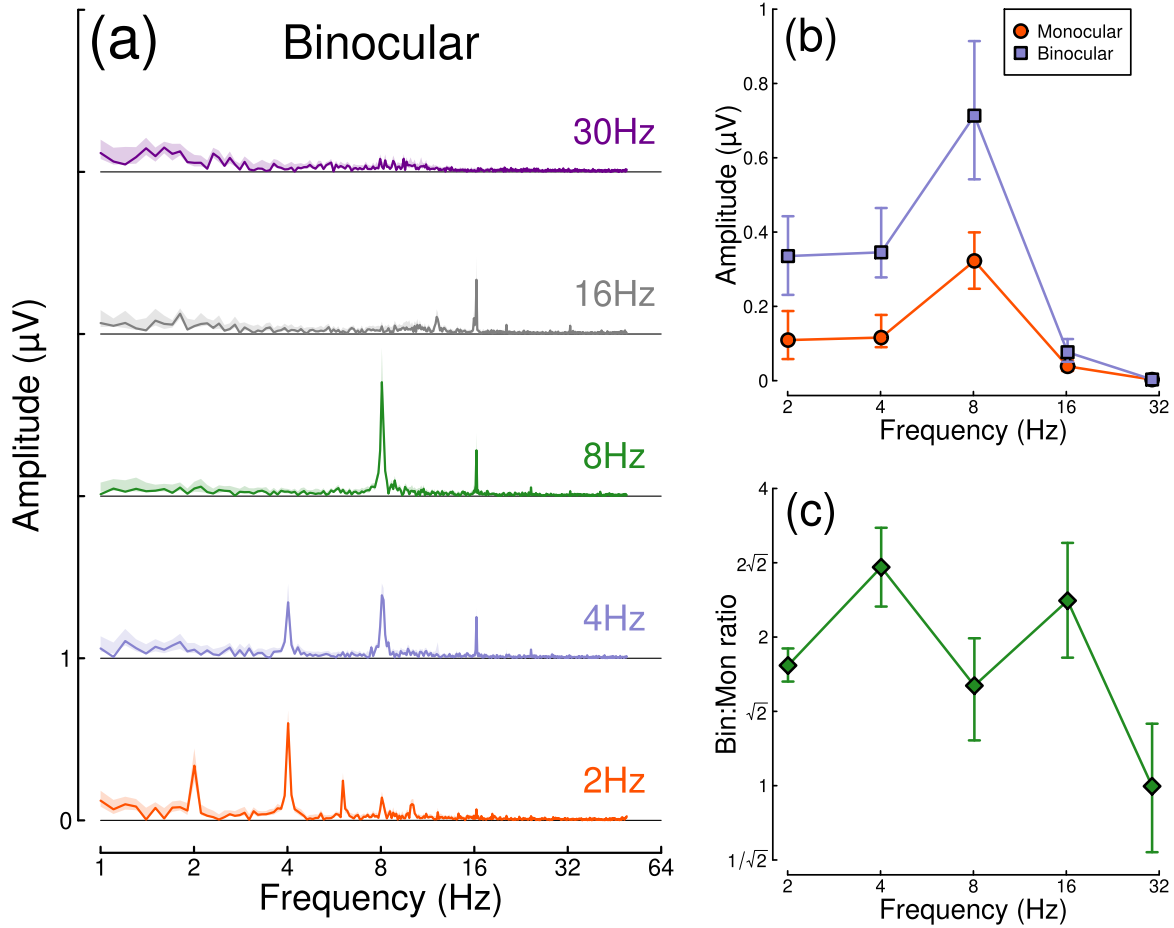 (a) Binocular
30Hz
16Hz
8Hz
4Hz
2Hz
Amplitude (µV)
1
0
1 2 4 8 16 32 64
Frequency (Hz)
(b)
Monocular
Binocular
Amplitude (µV)
1
0.8
0.6
0.4
0.2
0
2 4 8 16 32
Frequency (Hz)
(c)
Bin:Mon ratio
4
2√2
2
√2
1
1/√2
2 4 8 16 32
Frequency (Hz)